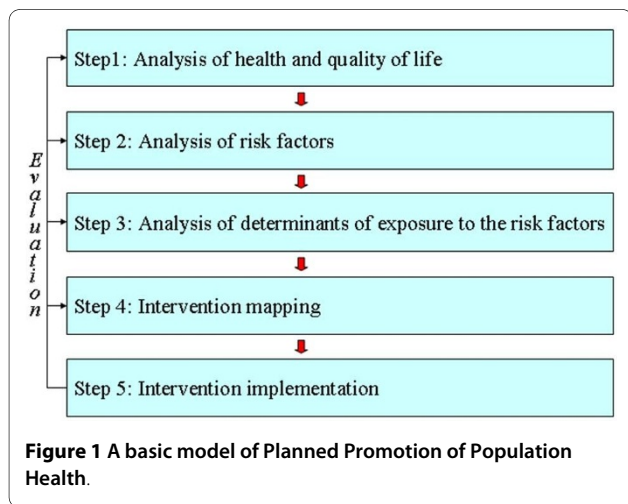 Step1: Analysis of health and quality of life
Step 2: Analysis of risk factors
Step 3: Analysis of determinants of exposure to the risk factors
Step 4: Intervention mapping
Step 5: Intervention implementation
Evaluation
Figure 1 A basic model of Planned Promotion of Population
Health.